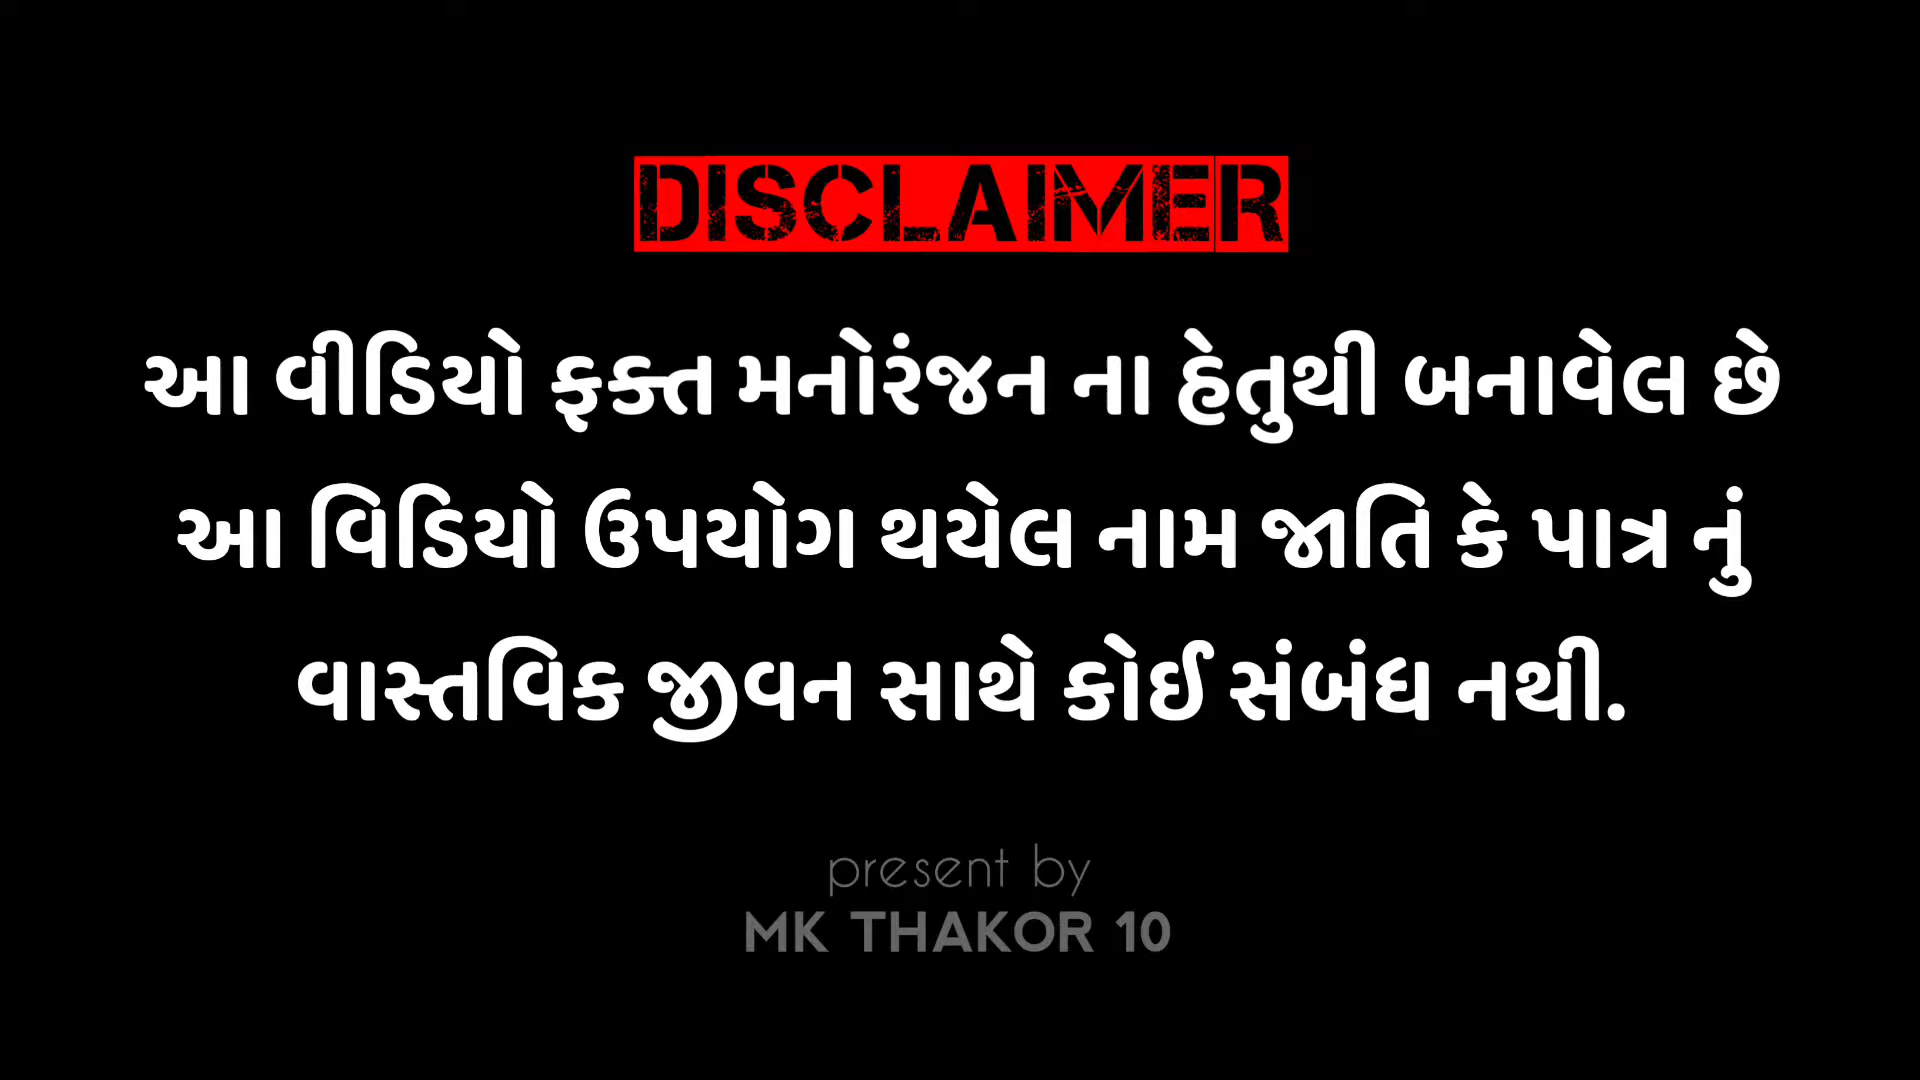 DISCLAIMER
આ વીડિયો ફક્ત મનોરંજન ના હેતુથી બનાવેલ છે
આ વિડિયો ઉપયોગ થયેલ નામ જાતિ કે પાત્ર નું
વાસ્તવિક જીવન સાથે કોઈ સંબંધ નથી.
present by
MK THAKOR 10